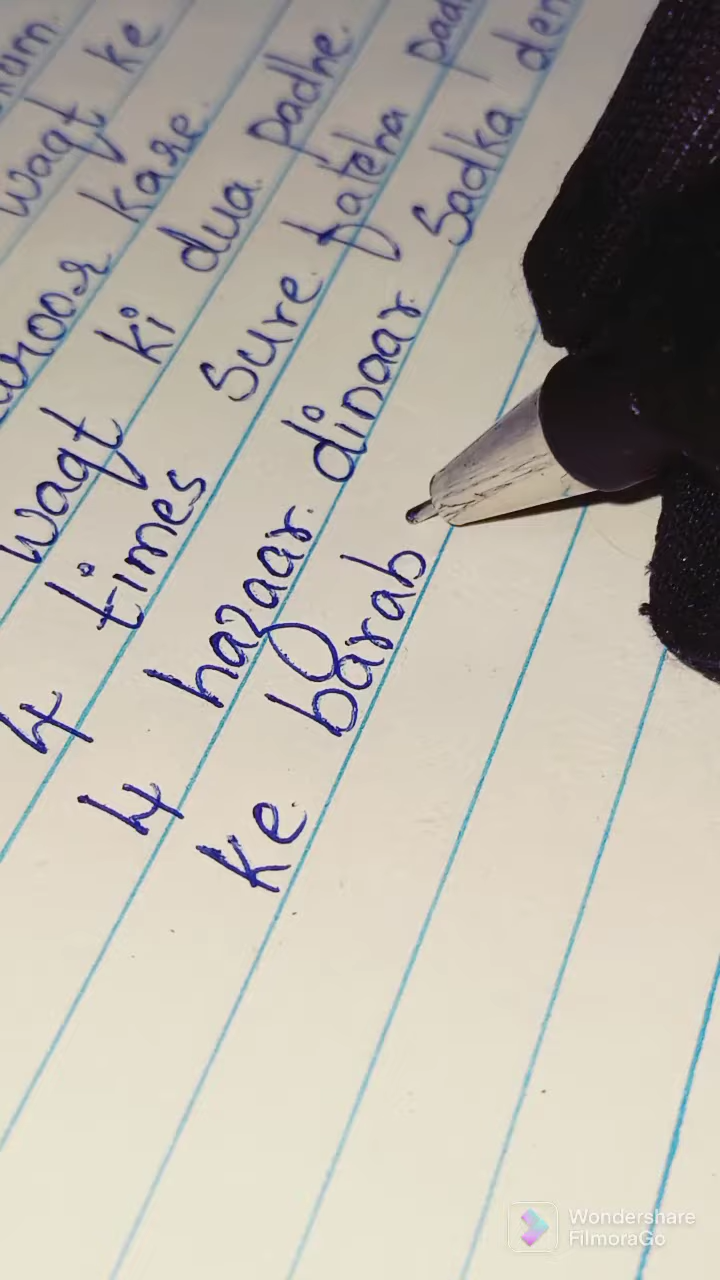 waqt ke
zaroor kare.
waqt ki dua padhe.
4 times Sure fateha
4 hazaar dinaar Sadka
ke barab
Wondershare
FilmoraGo